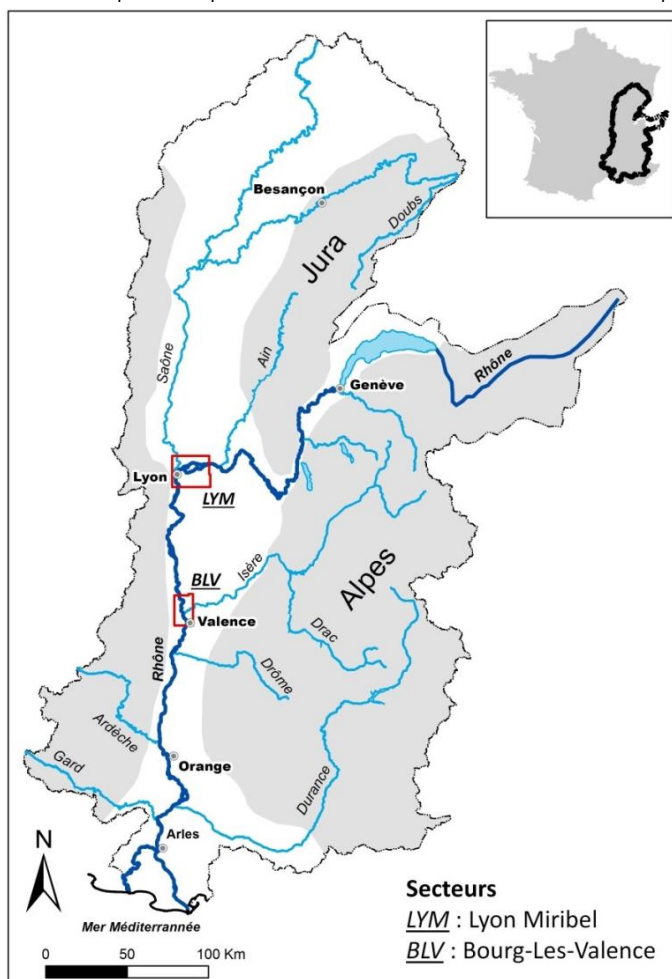 Besançon
Doubs
Jura
Saône
Ain
Rhône
Genève
Lyon
LYM
Isère
BLV
Alpes
Valence
Drac
Rhône
Drôme
Ardèche
Orange
Gard
Durance
Arles
N
Mer Méditerrannée
0 50 100 Km
Secteurs
LYM : Lyon Miribel
BLV : Bourg-Les-Valence